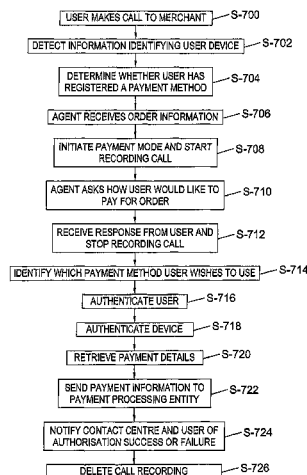 USER MAKES CALL TO MERCHANT
S-700
DETECT INFORMATION IDENTIFYING USER DEVICE
S-702
DETERMINE WHETHER USER HAS
REGISTERED A PAYMENT METHOD
S-704
AGENT RECEIVES ORDER INFORMATION
S-706
INITIATE PAYMENT MODE AND START
RECORDING CALL
S-708
AGENT ASKS HOW USER WOULD LIKE TO
PAY FOR ORDER
S-710
RECEIVE RESPONSE FROM USER AND
STOP RECORDING CALL
S-712
IDENTIFY WHICH PAYMENT METHOD USER WISHES TO USE
S-714
AUTHENTICATE USER
S-716
AUTHENTICATE DEVICE
S-718
RETRIEVE PAYMENT DETAILS
S-720
SEND PAYMENT INFORMATION TO
PAYMENT PROCESSING ENTITY
S-722
NOTIFY CONTACT CENTRE AND USER OF
AUTHORISATION SUCCESS OR FAILURE
S-724
DELETE CALL RECORDING
S-726